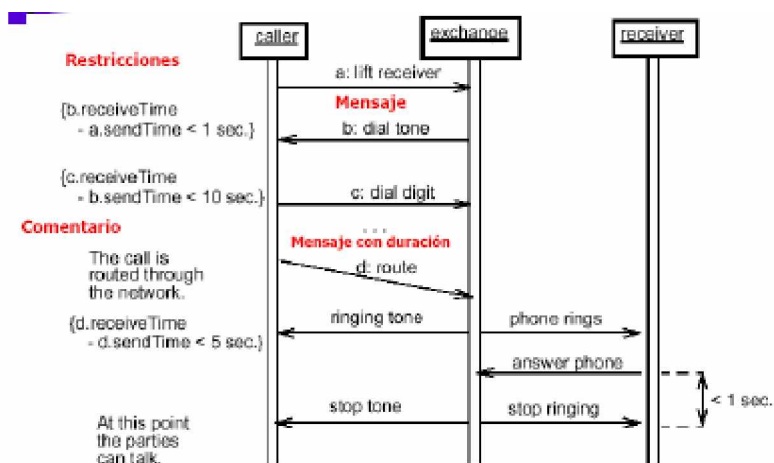 caller
exchange
receiver
Restricciones
a: lift receiver
{b.receiveTime
- a.sendTime < 1 sec.}
Mensaje
b: dial tone
{c.receiveTime
- b.sendTime < 10 sec.}
c: dial digit
. . .
Comentario
Mensaje con duración
The call is
routed through
the network.
d: route
{d.receiveTime
- d.sendTime < 5 sec.}
ringing tone
phone rings
answer phone
< 1 sec.
stop tone
stop ringing
At this point
the parties
can talk.